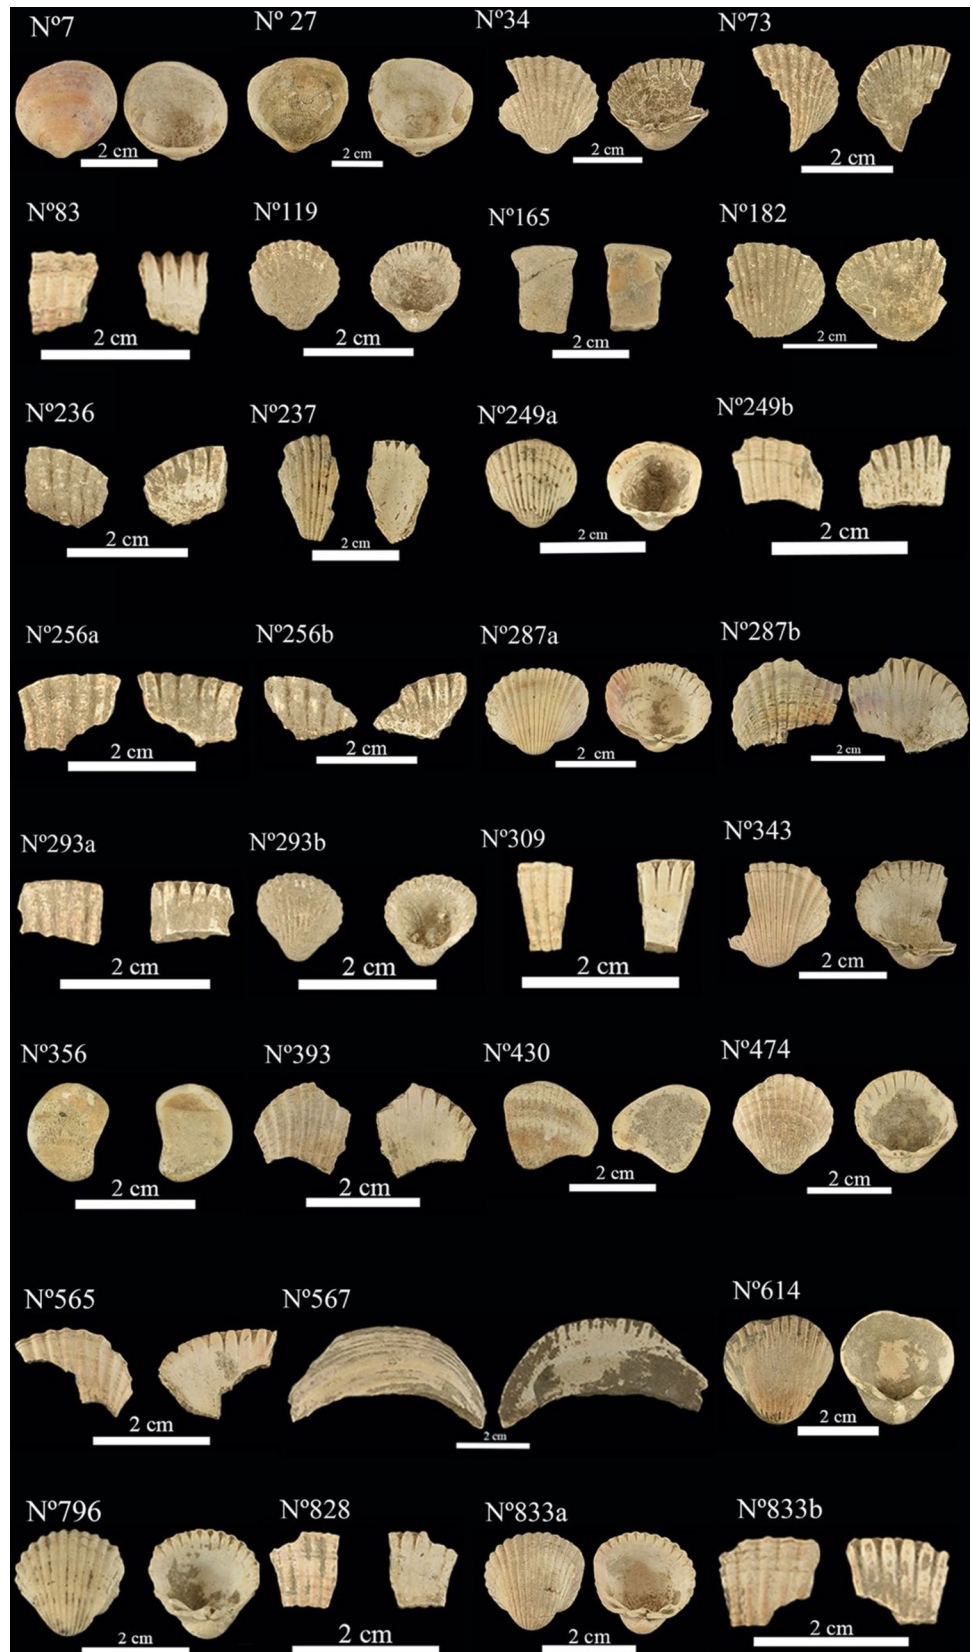 Nº7 Nº 27 Nº34 Nº73
2 cm 2 cm 2 cm 2 cm
Nº83 Nº119 Nº165 Nº182
2 cm 2 cm 2 cm 2 cm
Nº236 Nº237 Nº249a Nº249b
2 cm 2 cm 2 cm 2 cm
Nº256a Nº256b Nº287a Nº287b
2 cm 2 cm 2 cm 2 cm
Nº293a Nº293b Nº309 Nº343
2 cm 2 cm 2 cm 2 cm
Nº356 Nº393 Nº430 Nº474
2 cm 2 cm 2 cm 2 cm
Nº565 Nº567 Nº614
2 cm 2 cm 2 cm
Nº796 Nº828 Nº833a Nº833b
2 cm 2 cm 2 cm 2 cm